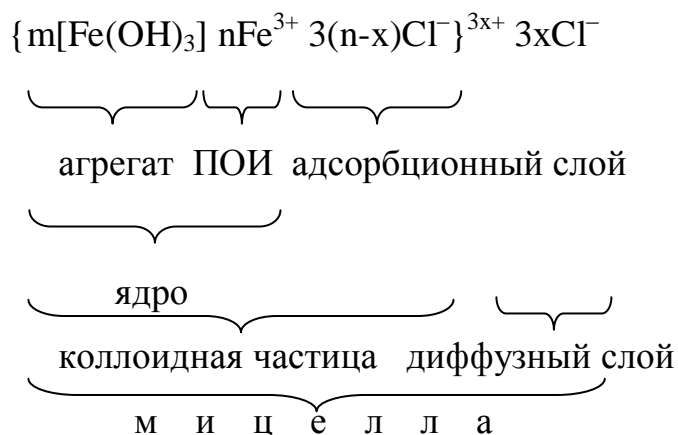 {m[Fe(OH)₃] nFe³⁺ 3(n-x)Cl⁻}³ˣ⁺ 3xCl⁻
агрегат ПОИ адсорбционный слой
ядро
коллоидная частица диффузный слой
м и ц е л л а